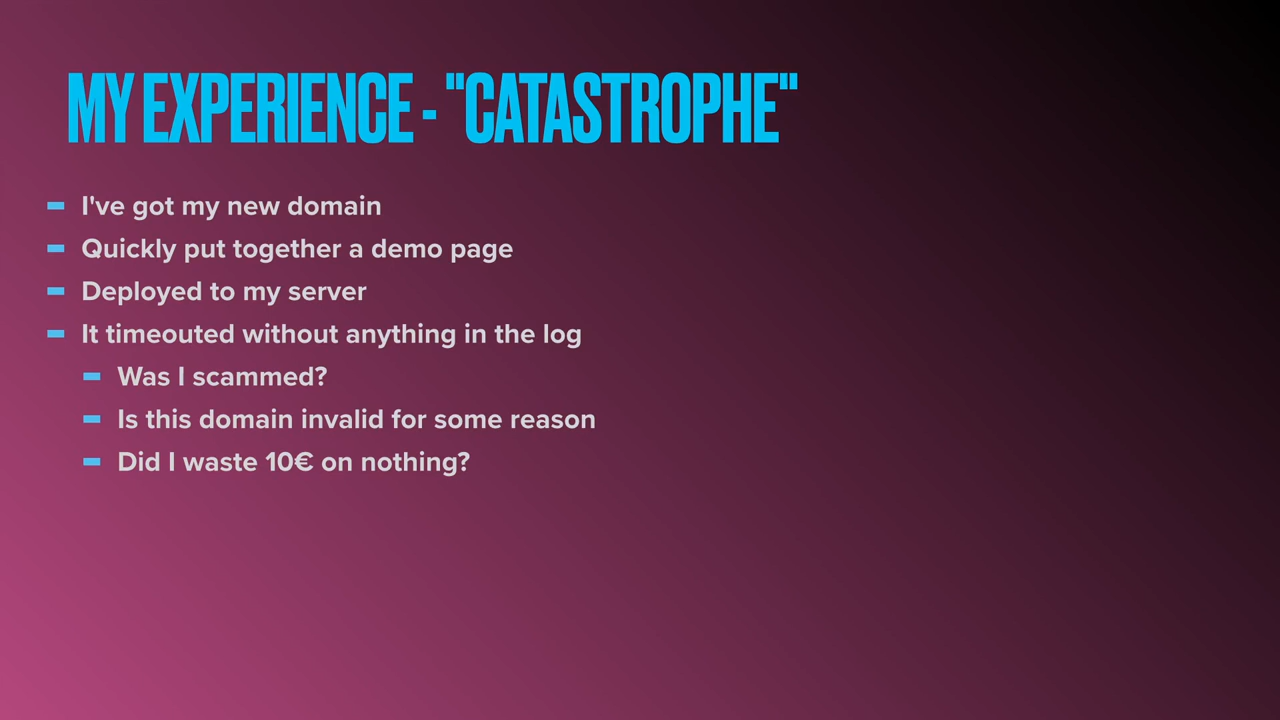 MY EXPERIENCE - "CATASTROPHE"
I've got my new domain
Quickly put together a demo page
Deployed to my server
It timeouted without anything in the log
Was I scammed?
Is this domain invalid for some reason
Did I waste 10€ on nothing?